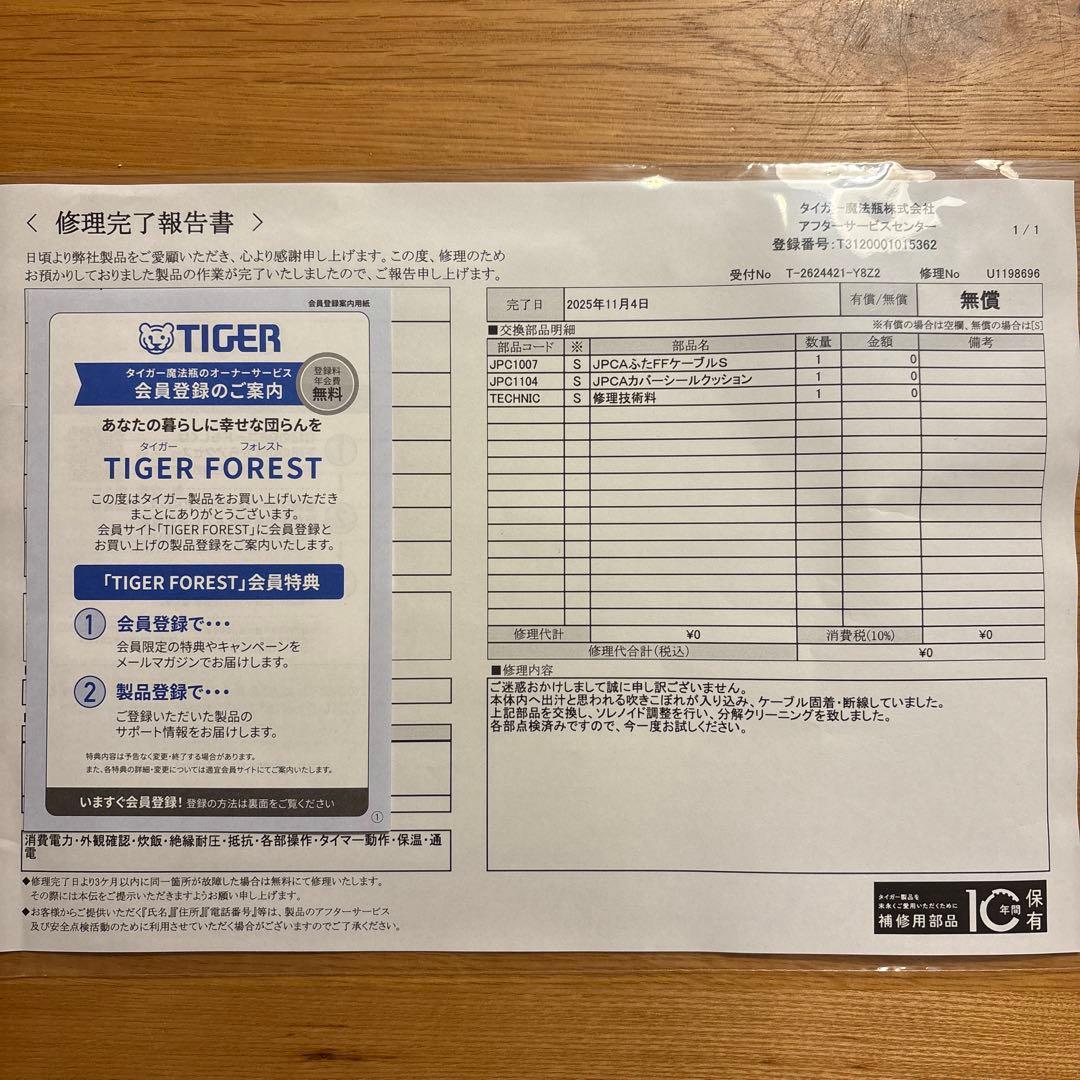 〈 修理完了報告書 〉
日頃より弊社製品をご愛顧いただき、心より感謝申し上げます。この度、修理のため
お預かりしておりました製品の作業が完了いたしましたので、ご報告申し上げます。
タイガー魔法瓶株式会社
アフターサービスセンター
登録番号:T3120001015362
1 / 1
受付No T-2624421-Y8Z2 修理No U1198696
会員登録案内用紙
TIGER
タイガー魔法瓶のオーナーサービス
会員登録のご案内
登録料
年会費
無料
あなたの暮らしに幸せな団らんを
タイガー フォレスト
TIGER FOREST
この度はタイガー製品をお買い上げいただき
まことにありがとうございます。
会員サイト「TIGER FOREST」に会員登録と
お買い上げの製品登録をご案内いたします。
「TIGER FOREST」会員特典
1 会員登録で・・・
会員限定の特典やキャンペーンを
メールマガジンでお届けします。
2 製品登録で・・・
ご登録いただいた製品の
サポート情報をお届けします。
特典内容は予告なく変更・終了する場合があります。
また、各特典の詳細・変更については適宜会員サイトにてご案内いたします。
いますぐ会員登録! 登録の方法は裏面をご覧ください
①
消費電力・外観確認・炊飯・絶縁耐圧・抵抗・各部操作・タイマー動作・保温・通
電
◆修理完了日より3ケ月以内に同一箇所が故障した場合は無料にて修理いたします。
その際には本伝をご提示いただきますようお願い申し上げます。
◆お客様からご提供いただく『氏名』『住所』『電話番号』等は、製品のアフターサービス
及び安全点検活動のために利用させていただく場合がございますのでご了承ください。
完了日 2025年11月4日 有償/無償 無償
■交換部品明細 ※有償の場合は空欄、無償の場合は[S]
部品コード ※ 部品名 数量 金額 備考
JPC1007 S JPCAふたFFケーブルS 1 0
JPC1104 S JPCAカバーシールクッション 1 0
TECHNIC S 修理技術料 1 0
修理代計 ¥0 消費税(10%) ¥0
修理代合計(税込) ¥0
■修理内容
ご迷惑おかけしまして誠に申し訳ございません。
本体内へ出汁と思われる吹きこぼれが入り込み、ケーブル固着・断線していました。
上記部品を交換し、ソレノイド調整を行い、分解クリーニングを致しました。
各部点検済みですので、今一度お試しください。
タイガー製品を
末永くご愛用いただくために
補修用部品 10年間 保有